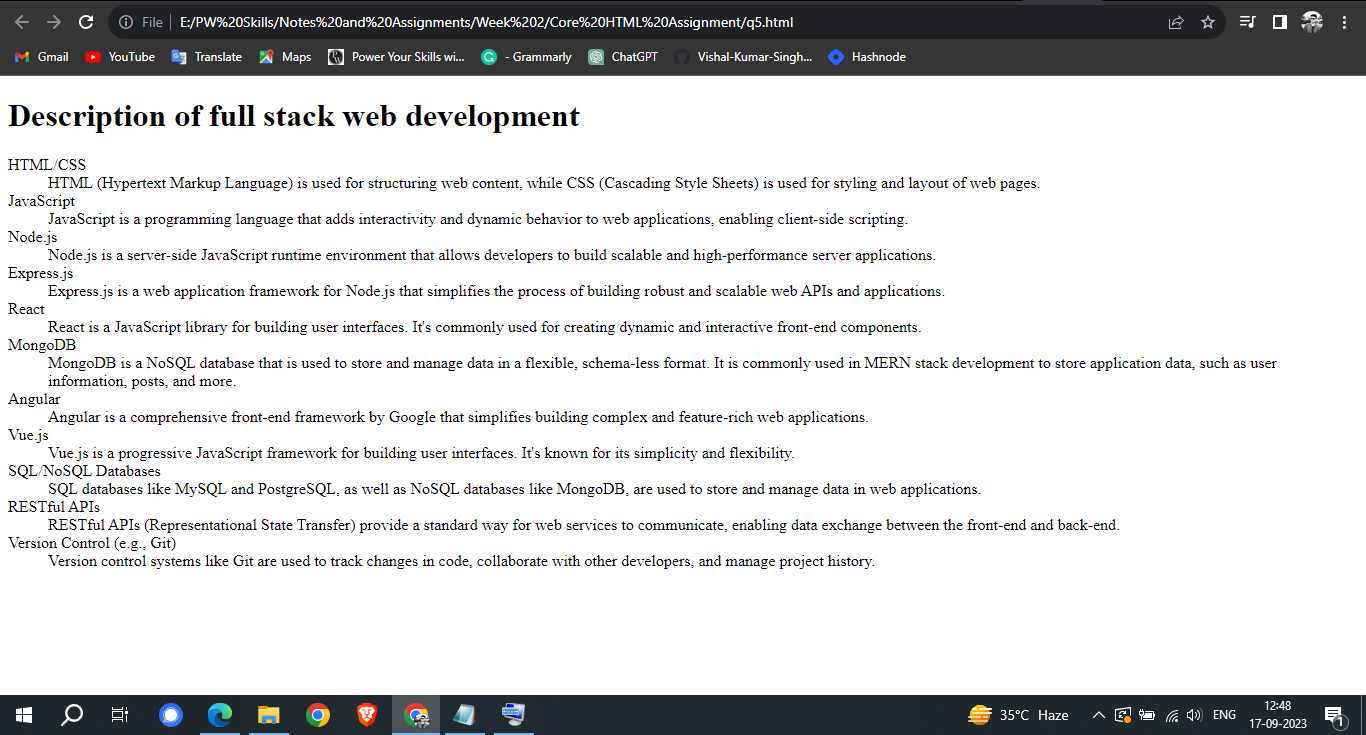 File
E:/PW%20Skills/Notes%20and%20Assignments/Week%202/Core%20HTML%20Assignment/q5.html
Gmail
YouTube
Translate
Maps
Power Your Skills wi...
- Grammarly
ChatGPT
Vishal-Kumar-Singh...
Hashnode
Description of full stack web development
HTML/CSS
HTML (Hypertext Markup Language) is used for structuring web content, while CSS (Cascading Style Sheets) is used for styling and layout of web pages.
JavaScript
JavaScript is a programming language that adds interactivity and dynamic behavior to web applications, enabling client-side scripting.
Node.js
Node.js is a server-side JavaScript runtime environment that allows developers to build scalable and high-performance server applications.
Express.js
Express.js is a web application framework for Node.js that simplifies the process of building robust and scalable web APIs and applications.
React
React is a JavaScript library for building user interfaces. It's commonly used for creating dynamic and interactive front-end components.
MongoDB
MongoDB is a NoSQL database that is used to store and manage data in a flexible, schema-less format. It is commonly used in MERN stack development to store application data, such as user
information, posts, and more.
Angular
Angular is a comprehensive front-end framework by Google that simplifies building complex and feature-rich web applications.
Vue.js
Vue.js is a progressive JavaScript framework for building user interfaces. It's known for its simplicity and flexibility.
SQL/NoSQL Databases
SQL databases like MySQL and PostgreSQL, as well as NoSQL databases like MongoDB, are used to store and manage data in web applications.
RESTful APIs
RESTful APIs (Representational State Transfer) provide a standard way for web services to communicate, enabling data exchange between the front-end and back-end.
Version Control (e.g., Git)
Version control systems like Git are used to track changes in code, collaborate with other developers, and manage project history.
35°C Haze
ENG
12:48
17-09-2023
1